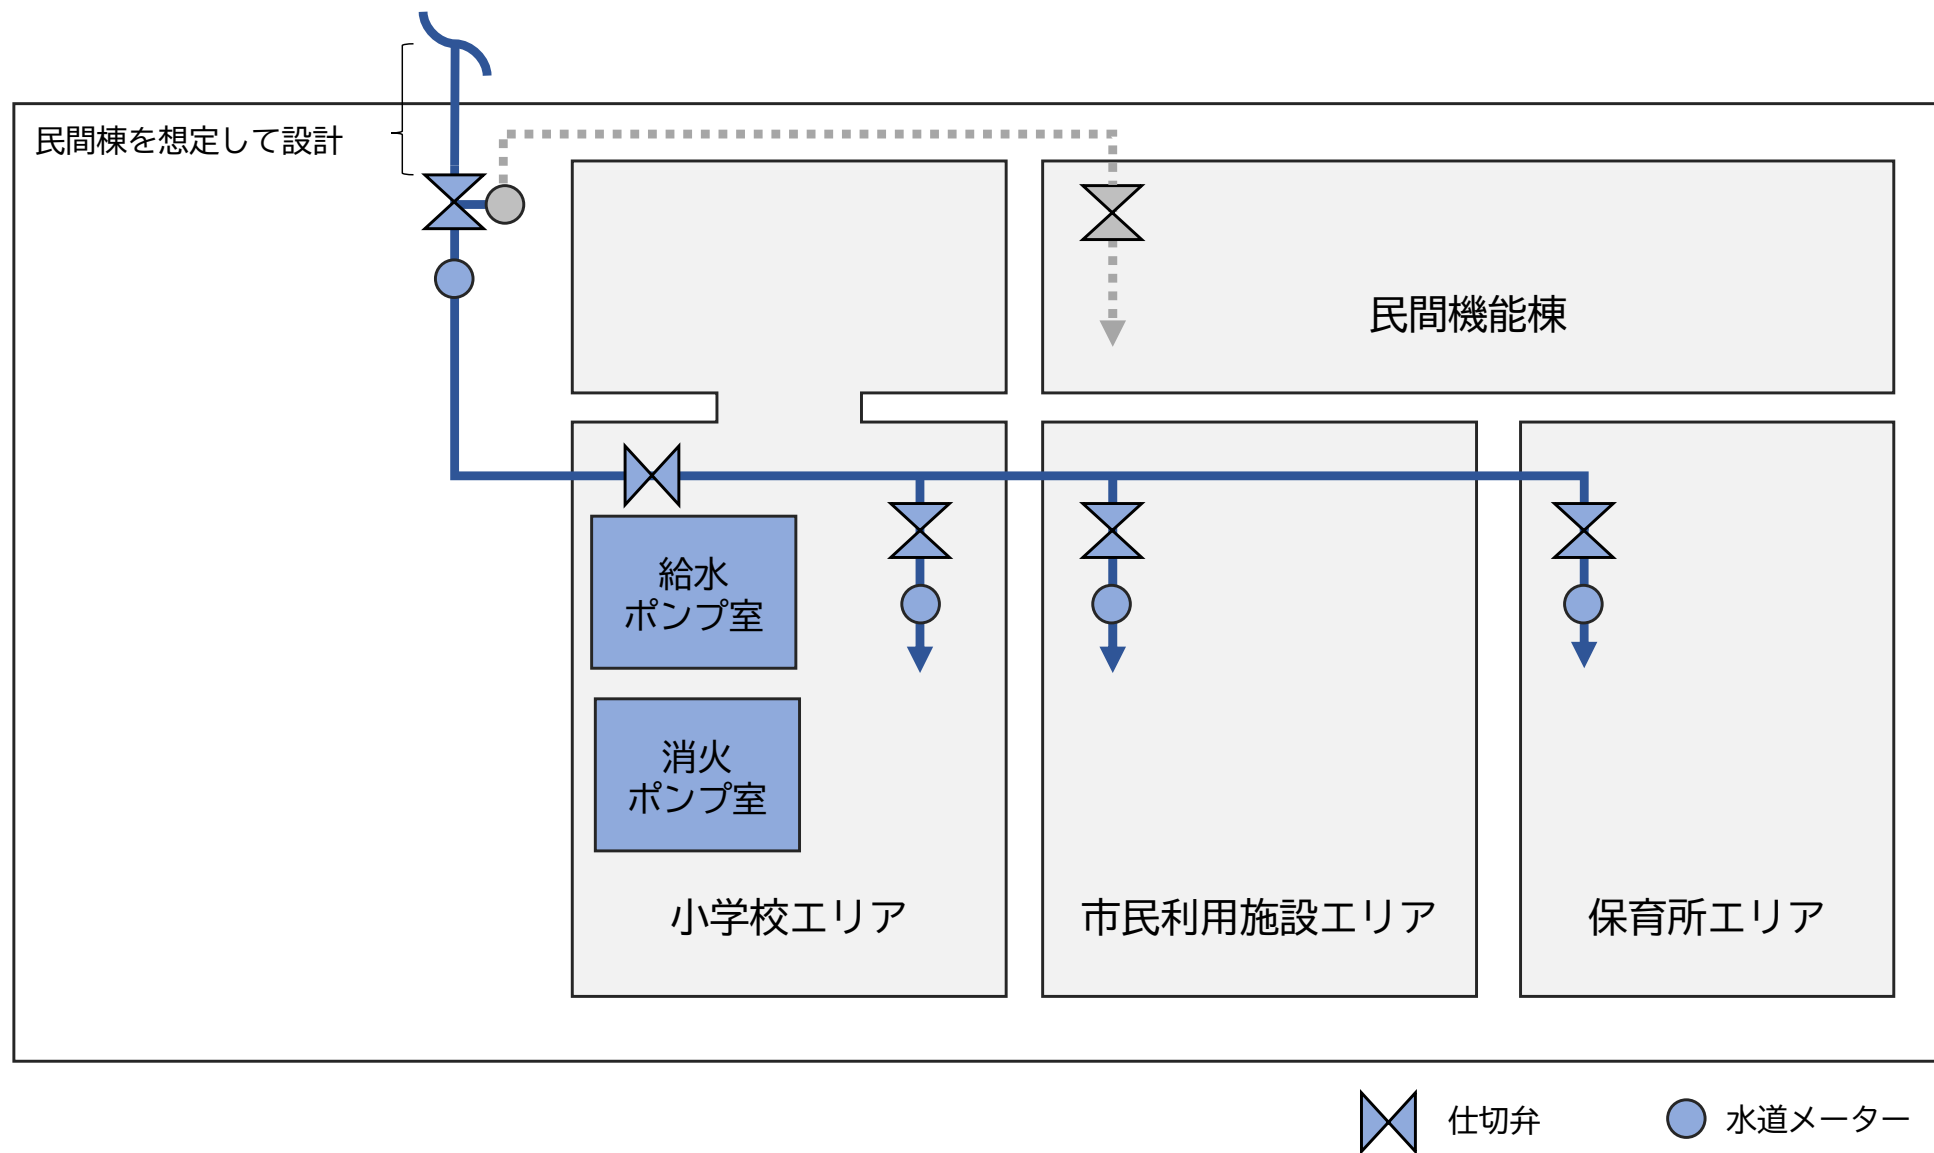 民間棟を想定して設計
民間機能棟
給水
ポンプ室
消火
ポンプ室
小学校エリア
市民利用施設エリア
保育所エリア
仕切弁
水道メーター